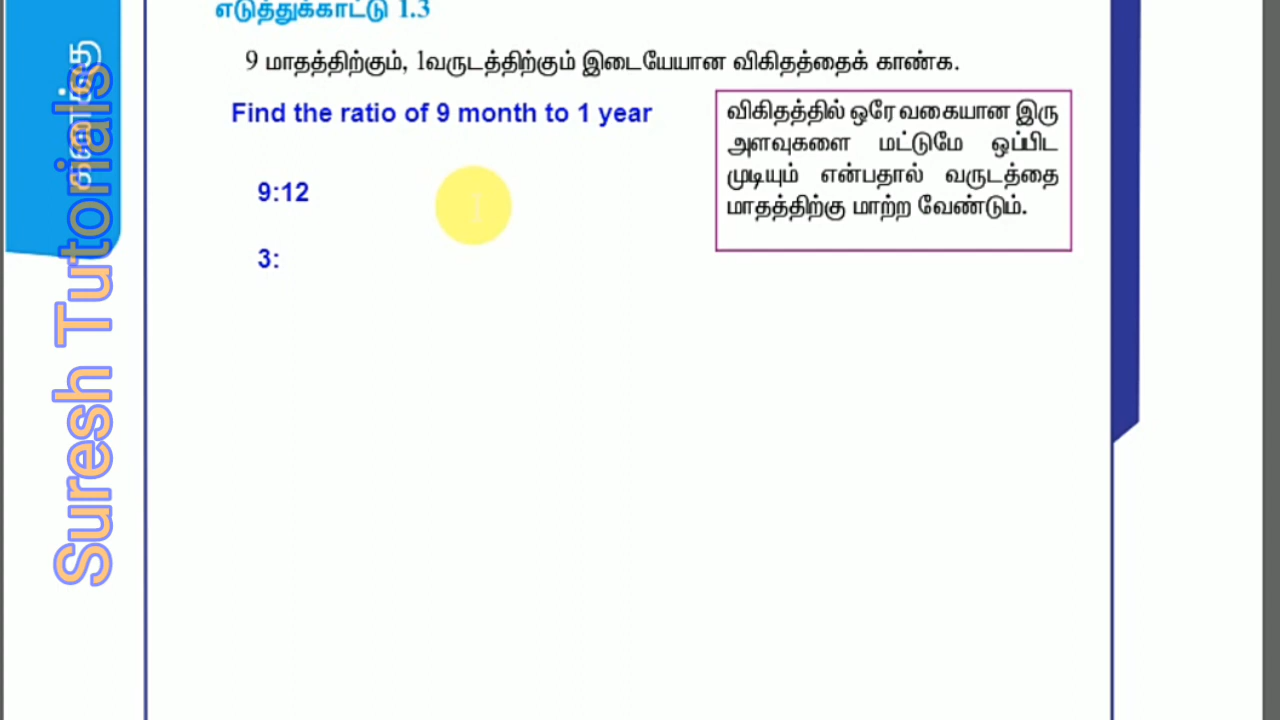 எடுத்துக்காட்டு 1.3
9 மாதத்திற்கும், 1வருடத்திற்கும் இடையேயான விகிதத்தைக் காண்க.
Find the ratio of 9 month to 1 year
9:12
3:
விகிதத்தில் ஒரே வகையான இரு
அளவுகளை மட்டுமே ஒப்பிட
முடியும் என்பதால் வருடத்தை
மாதத்திற்கு மாற்ற வேண்டும்.
Suresh Tutorials